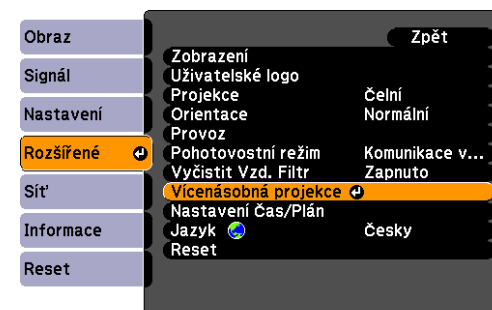 Obraz
Signál
Nastavení
Rozšířené
Síť
Informace
Reset
Zpět
Zobrazení
Uživatelské logo
Projekce Čelní
Orientace Normální
Provoz
Pohotovostní režim Komunikace v...
Vyčistit Vzd. Filtr Zapnuto
Vícenásobná projekce
Nastavení Čas/Plán
Jazyk Česky
Reset